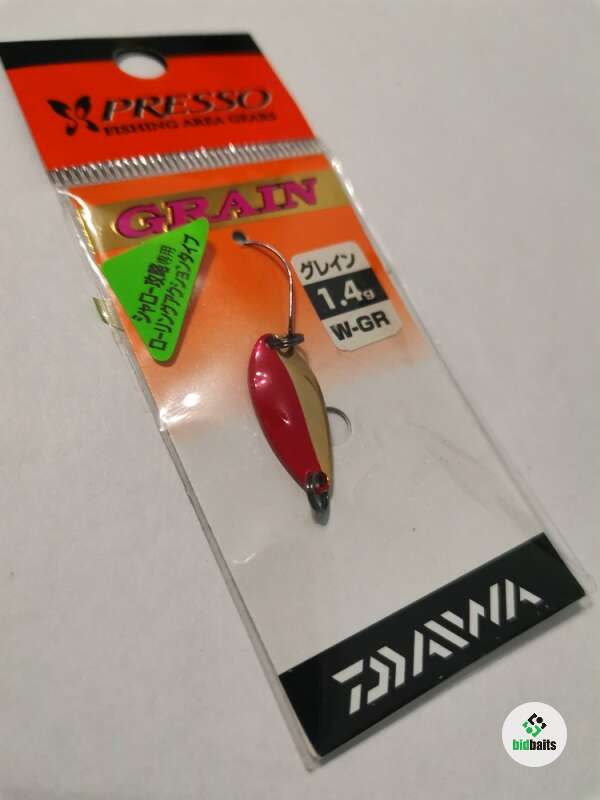 PRESSO
FISHING AREA GEARS
GRAIN
シャロー攻略専用
ローリングアクションタイプ
グレイン
1.4g
W-GR
DAIWA
bidbaits